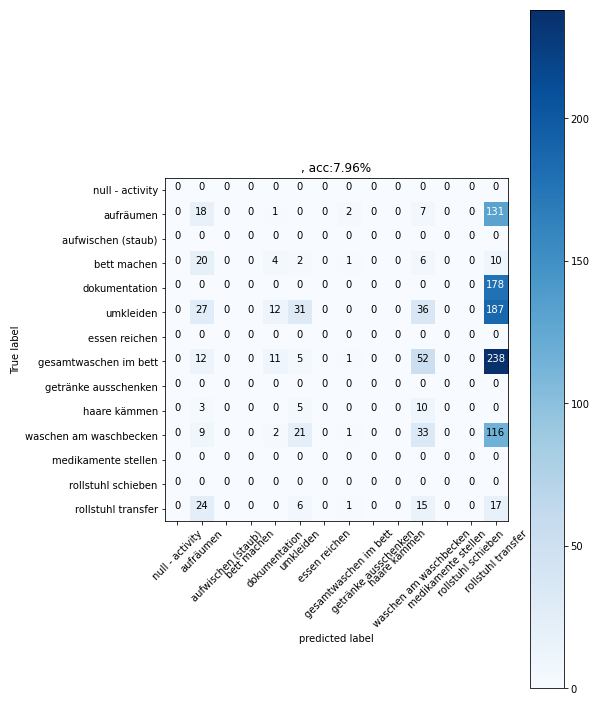 , acc:7.96%
null - activity 0 0 0 0 0 0 0 0 0 0 0 0 0 0
aufräumen 0 18 0 0 1 0 0 2 0 0 7 0 0 131
aufwischen (staub) 0 0 0 0 0 0 0 0 0 0 0 0 0 0
bett machen 0 20 0 0 4 2 0 1 0 0 6 0 0 10
dokumentation 0 0 0 0 0 0 0 0 0 0 0 0 0 178
umkleiden 0 27 0 0 12 31 0 0 0 0 36 0 0 187
essen reichen 0 0 0 0 0 0 0 0 0 0 0 0 0 0
gesamtwaschen im bett 0 12 0 0 11 5 0 1 0 0 52 0 0 238
getränke ausschenken 0 0 0 0 0 0 0 0 0 0 0 0 0 0
haare kämmen 0 3 0 0 0 5 0 0 0 0 10 0 0 0
waschen am waschbecken 0 9 0 0 2 21 0 1 0 0 33 0 0 116
medikamente stellen 0 0 0 0 0 0 0 0 0 0 0 0 0 0
rollstuhl schieben 0 0 0 0 0 0 0 0 0 0 0 0 0 0
rollstuhl transfer 0 24 0 0 0 6 0 1 0 0 15 0 0 17
True label
null - activity
aufräumen
aufwischen (staub)
bett machen
dokumentation
umkleiden
essen reichen
gesamtwaschen im bett
getränke ausschenken
haare kämmen
waschen am waschbecken
medikamente stellen
rollstuhl schieben
rollstuhl transfer
predicted label
200
150
100
50
0